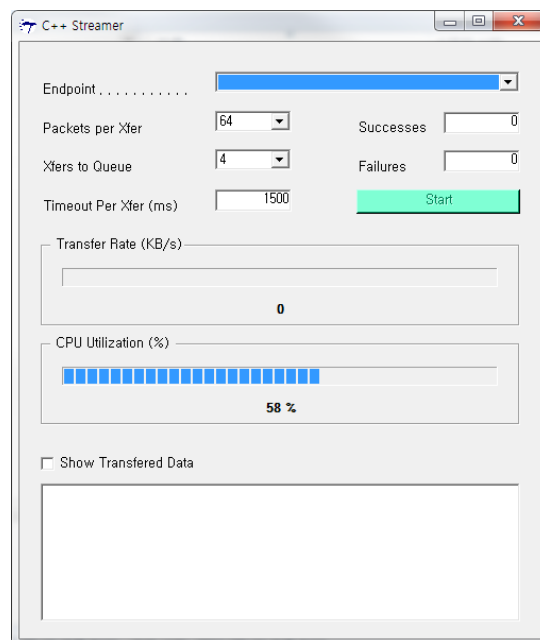 C++ Streamer
Endpoint . . . . . . . . . . .
Packets per Xfer 64 Successes 0
Xfers to Queue 4 Failures 0
Timeout Per Xfer (ms) 1500 Start
Transfer Rate (KB/s)
0
CPU Utilization (%)
58 %
Show Transfered Data